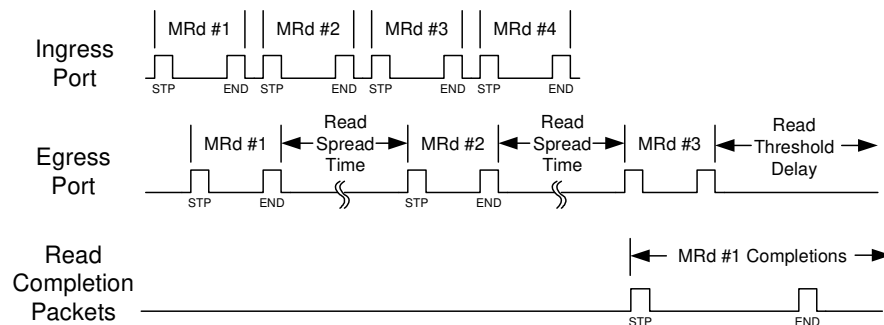 Ingress
Port
MRd #1 MRd #2 MRd #3 MRd #4
STP END STP END STP END STP END
Egress
Port
MRd #1 Read Spread Time MRd #2 Read Spread Time MRd #3 Read Threshold Delay
STP END STP END
Read
Completion
Packets
MRd #1 Completions
STP END